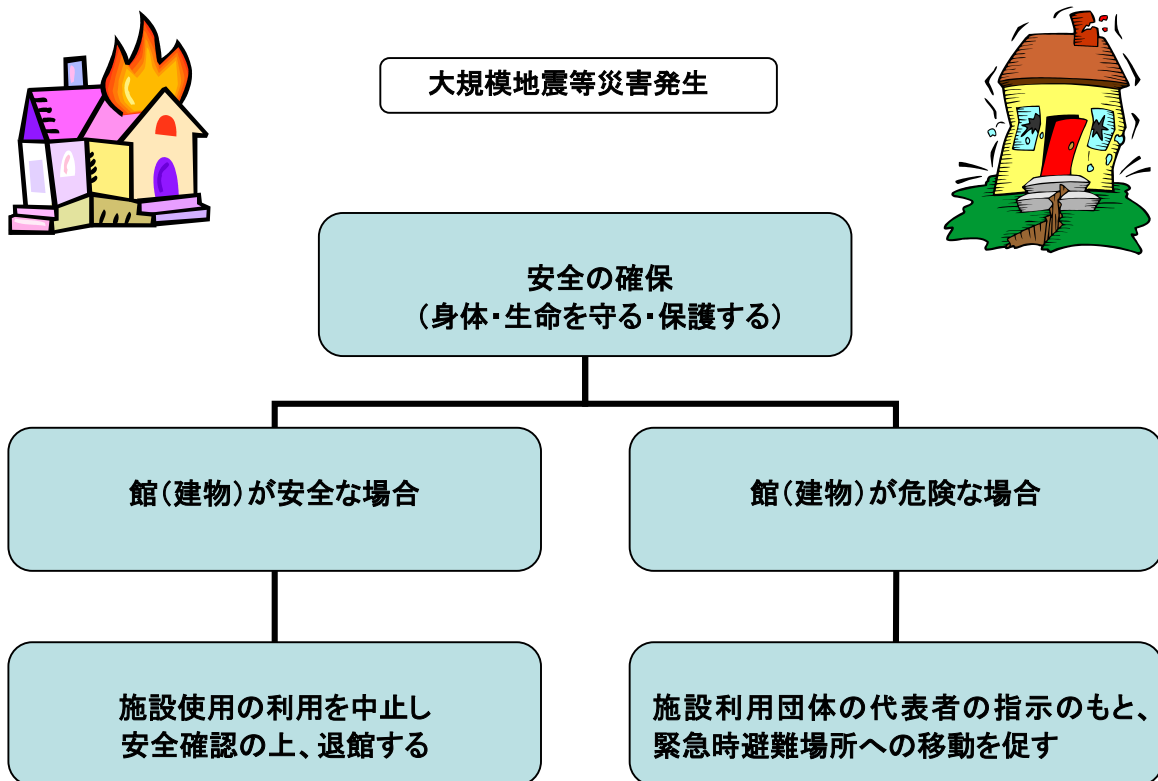 大規模地震等災害発生
安全の確保
（身体・生命を守る・保護する）
館（建物）が安全な場合
館（建物）が危険な場合
施設使用の利用を中止し
安全確認の上、退館する
施設利用団体の代表者の指示のもと、
緊急時避難場所への移動を促す